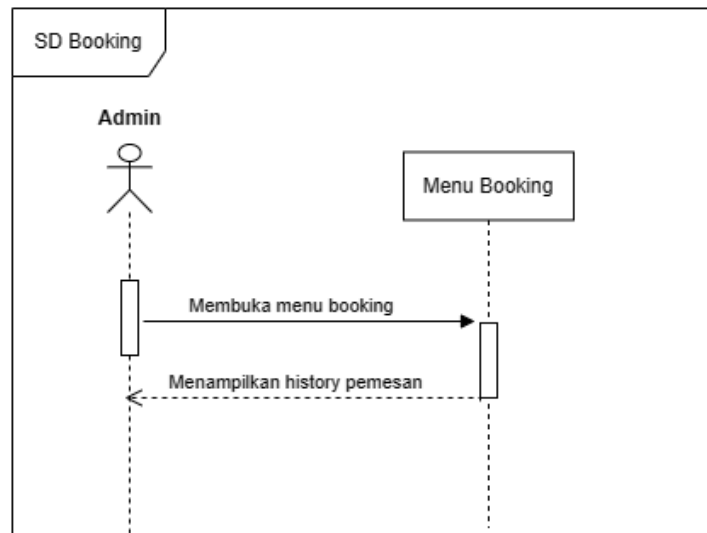 SD Booking
Admin
Menu Booking
Membuka menu booking
Menampilkan history pemesan